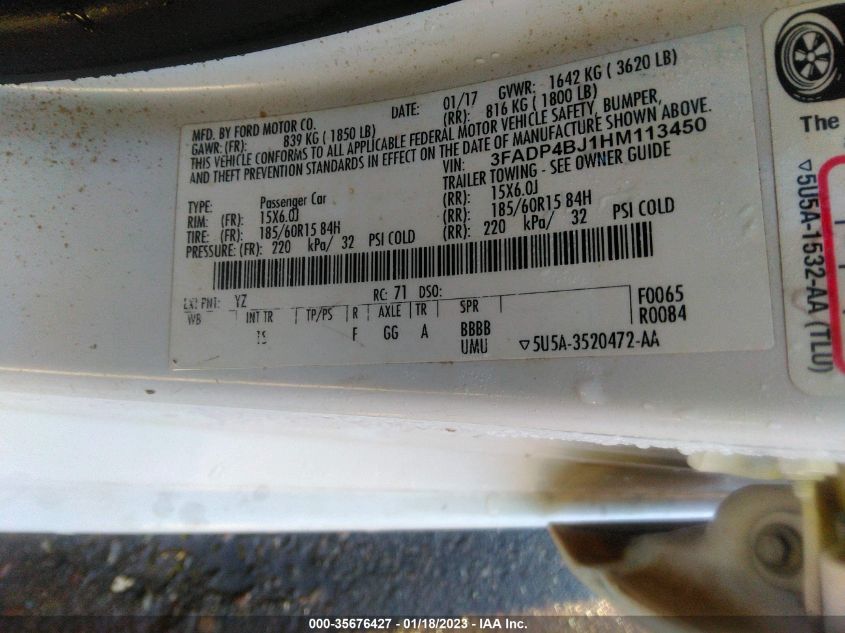 MFD. BY FORD MOTOR CO. DATE: 01/17 GVWR: 1642 KG ( 3620 LB)
GAWR: (FR): 839 KG ( 1850 LB) (RR): 816 KG ( 1800 LB)
THIS VEHICLE CONFORMS TO ALL APPLICABLE FEDERAL MOTOR VEHICLE SAFETY, BUMPER,
AND THEFT PREVENTION STANDARDS IN EFFECT ON THE DATE OF MANUFACTURE SHOWN ABOVE.
VIN: 3FADP4BJ1HM113450
TYPE: Passenger Car TRAILER TOWING - SEE OWNER GUIDE
RIM: (FR): 15X6.0J (RR): 15X6.0J
TIRE: (FR): 185/60R15 84H (RR): 185/60R15 84H
PRESSURE: (FR): 220 kPa/ 32 PSI COLD (RR): 220 kPa/ 32 PSI COLD
EXT PNT: YZ RC: 71 DSO: F0065
WB INT TR TP/PS R AXLE TR SPR R0084
F GG A BBBB
UMU ▽5U5A-3520472-AA
The
▽5U5A-1532-AA (TLU)
000-35676427 - 01/18/2023 - IAA Inc.